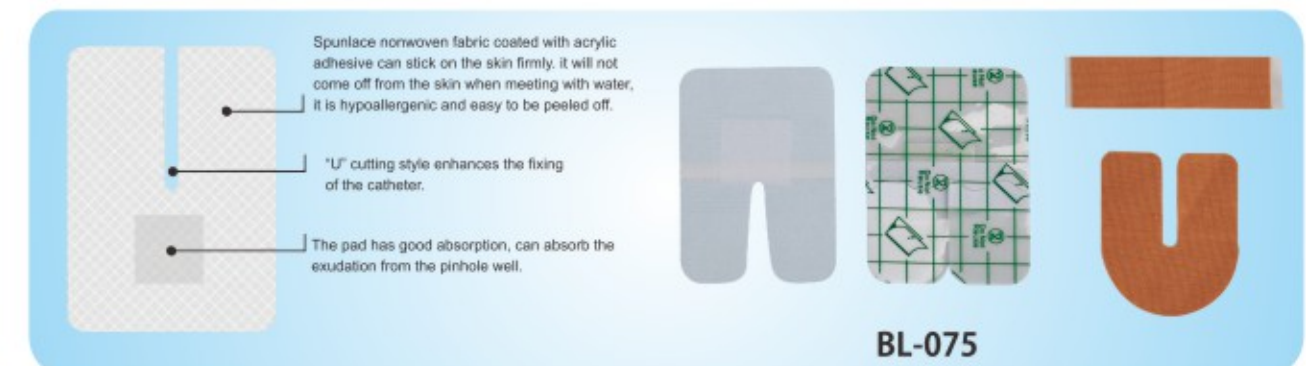 Spunlace nonwoven fabric coated with acrylic
adhesive can stick on the skin firmly. it will not
come off from the skin when meeting with water,
it is hypoallergenic and easy to be peeled off.
"U" cutting style enhances the fixing
of the catheter.
The pad has good absorption, can absorb the
exudation from the pinhole well.
BL-075